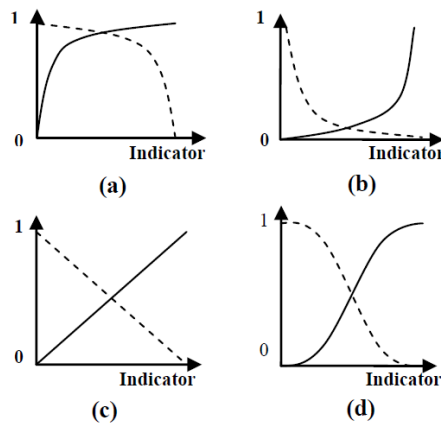 1
0
Indicator
(a)
1
0
Indicator
(b)
1
0
Indicator
(c)
1
0
Indicator
(d)